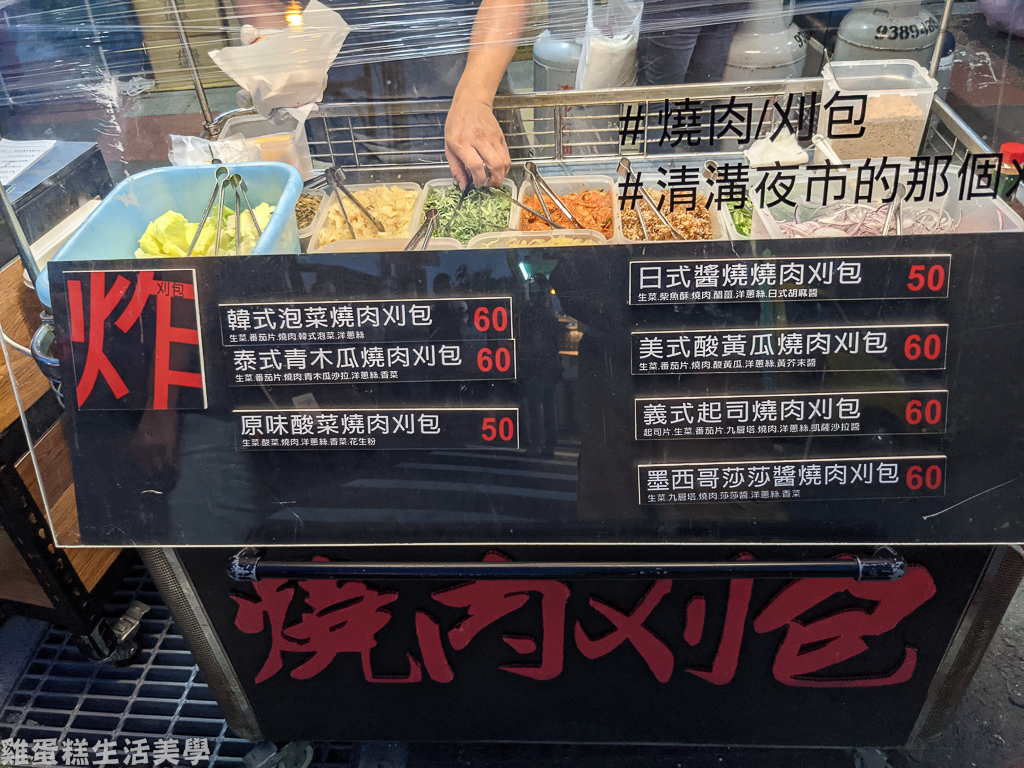 9389
#燒肉/刈包
#清溝夜市的那個
炸
刈包
韓式泡菜燒肉刈包 60
生菜.番茄片.燒肉.韓式泡菜.洋蔥絲
泰式青木瓜燒肉刈包 60
生菜.番茄片.燒肉.青木瓜沙拉.洋蔥絲.香菜
原味酸菜燒肉刈包 50
生菜.酸菜.燒肉.洋蔥絲.香菜.花生粉
日式醬燒燒肉刈包 50
生菜.柴魚酥.燒肉.醋薑.洋蔥絲.日式胡麻醬
美式酸黃瓜燒肉刈包 60
生菜.番茄片.燒肉.酸黃瓜.洋蔥絲.黃芥末醬
義式起司燒肉刈包 60
起司片.生菜.番茄片.九層塔.燒肉.洋蔥絲.凱薩沙拉醬
墨西哥莎莎醬燒肉刈包 60
生菜.九層塔.燒肉.莎莎醬.洋蔥絲.香菜
燒肉刈包
雞蛋糕生活美學